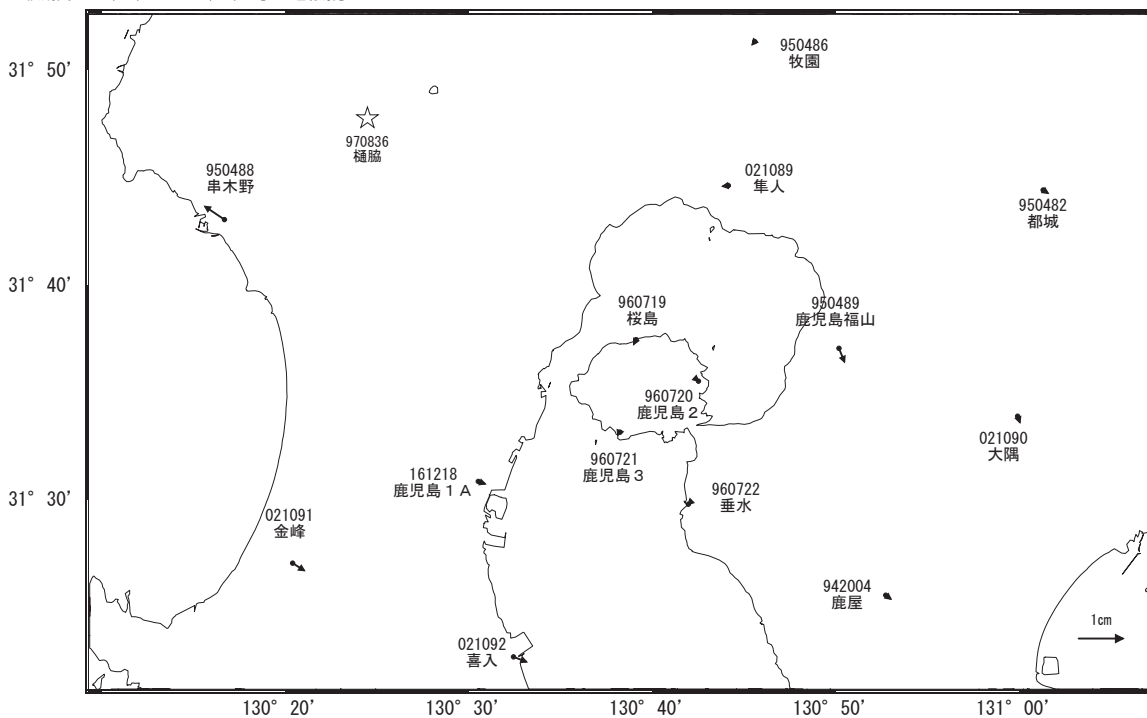 950486
牧園
31° 50'
970836
樋脇
950488
串木野
021089
隼人
950482
都城
31° 40'
960719
桜島
950489
鹿児島福山
960720
鹿児島2
021090
大隅
960721
鹿児島3
161218
鹿児島1A
31° 30'
960722
垂水
021091
金峰
942004
鹿屋
1cm
021092
喜入
130° 20'
130° 30'
130° 40'
130° 50'
131° 00'